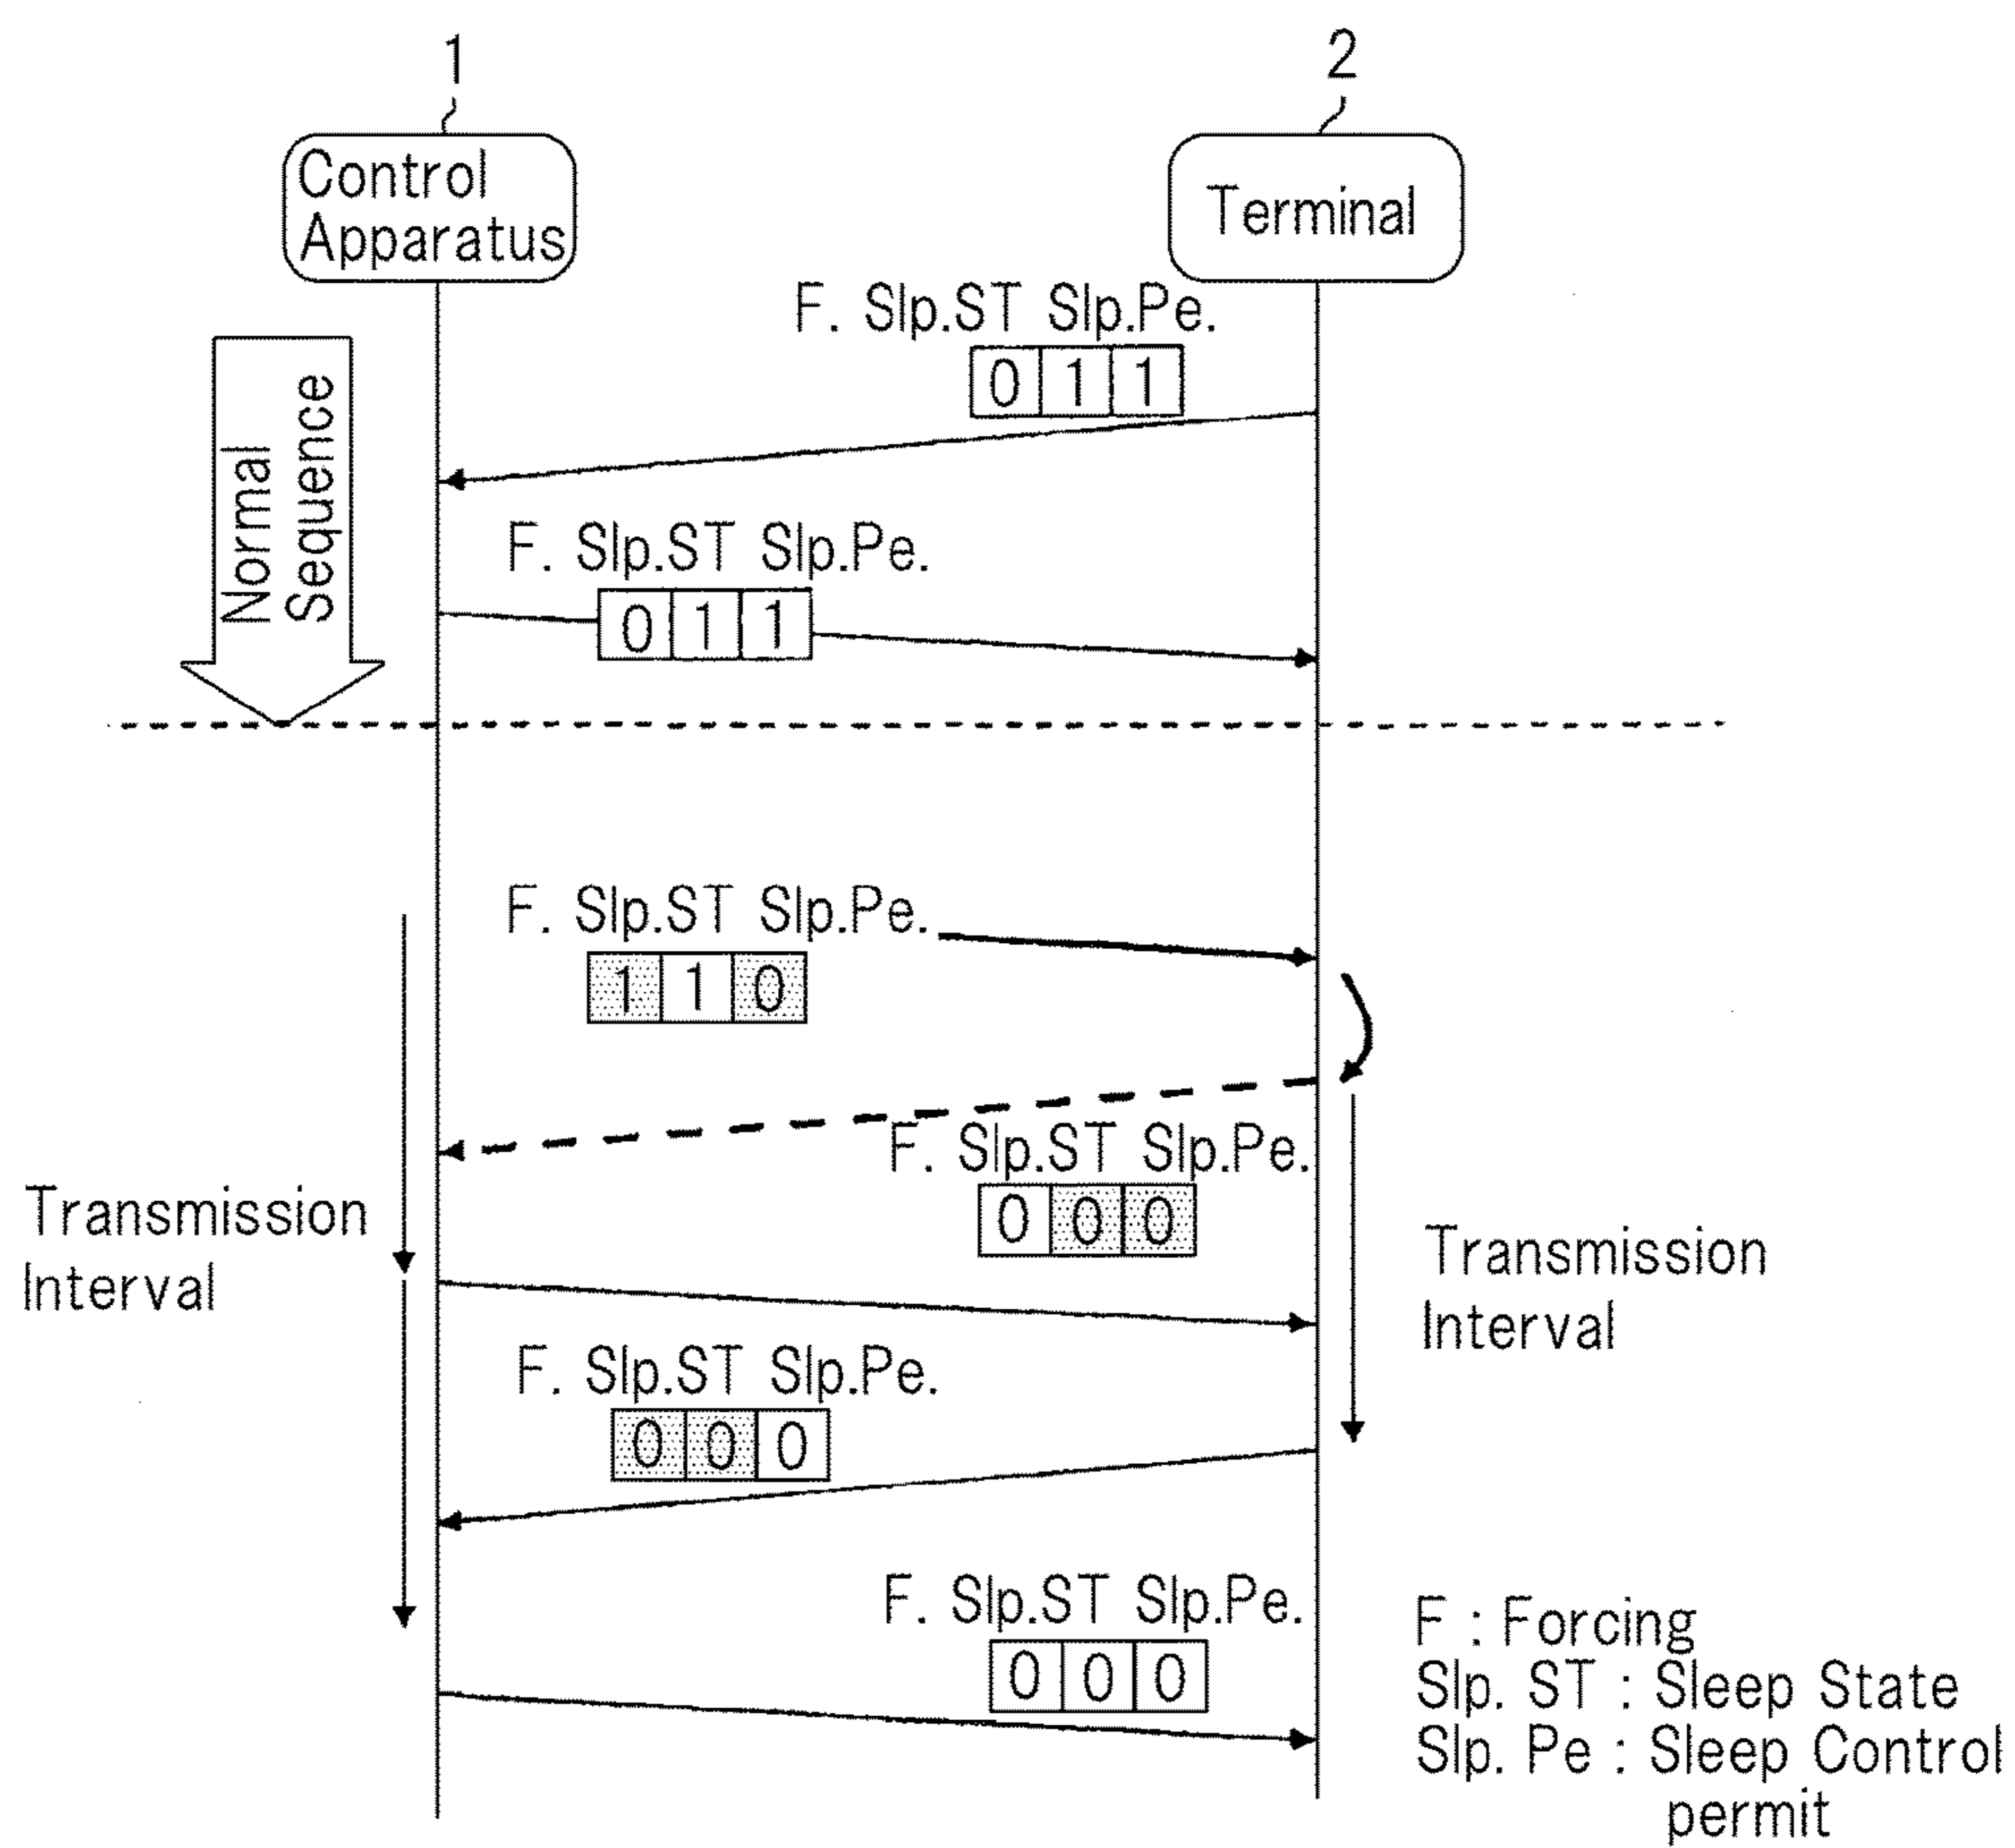 1
2
Control
Apparatus
Terminal
F. Slp.ST Slp.Pe.
0 1 1
Normal
Sequence
F. Slp.ST Slp.Pe.
0 1 1
F. Slp.ST Slp.Pe.
1 1 0
F. Slp.ST Slp.Pe.
0 0 0
Transmission
Interval
Transmission
Interval
F. Slp.ST Slp.Pe.
0 0 0
F. Slp.ST Slp.Pe.
0 0 0
F : Forcing
Slp. ST : Sleep State
Slp. Pe : Sleep Control
permit